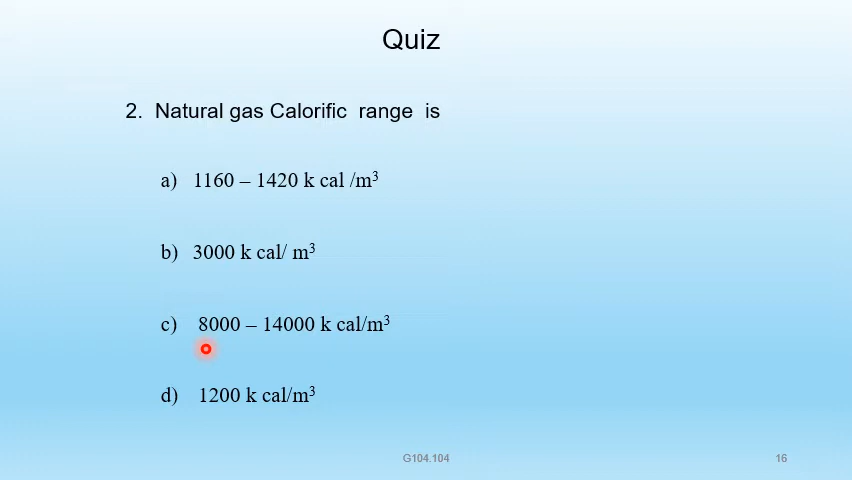 Quiz
2. Natural gas Calorific range is
a) 1160 – 1420 k cal /m³
b) 3000 k cal/ m³
c) 8000 – 14000 k cal/m³
d) 1200 k cal/m³
G104.104
16